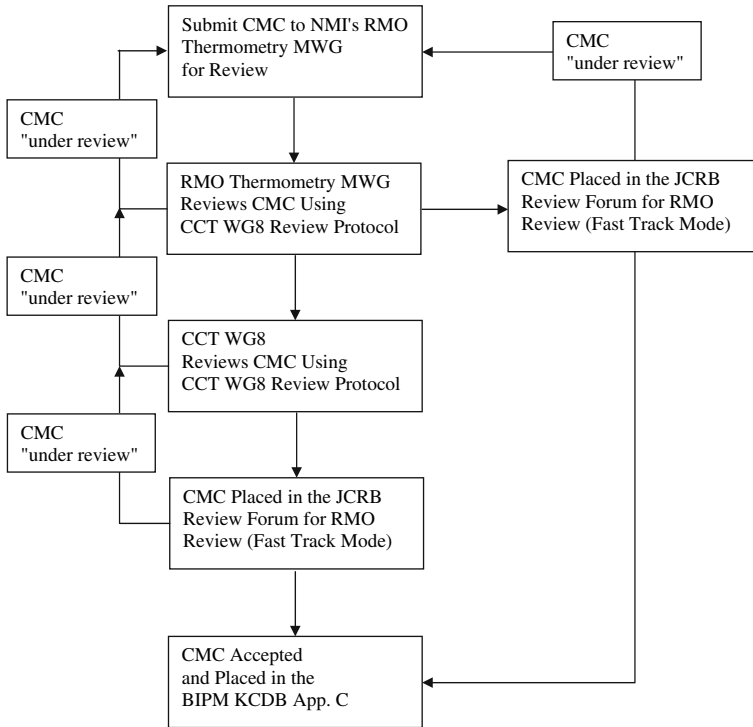 Submit CMC to NMI's RMO
Thermometry MWG
for Review
CMC
"under review"
CMC
"under review"
RMO Thermometry MWG
Reviews CMC Using
CCT WG8 Review Protocol
CMC Placed in the JCRB
Review Forum for RMO
Review (Fast Track Mode)
CMC
"under review"
CCT WG8
Reviews CMC Using
CCT WG8 Review Protocol
CMC
"under review"
CMC Placed in the JCRB
Review Forum for RMO
Review (Fast Track Mode)
CMC Accepted
and Placed in the
BIPM KCDB App. C